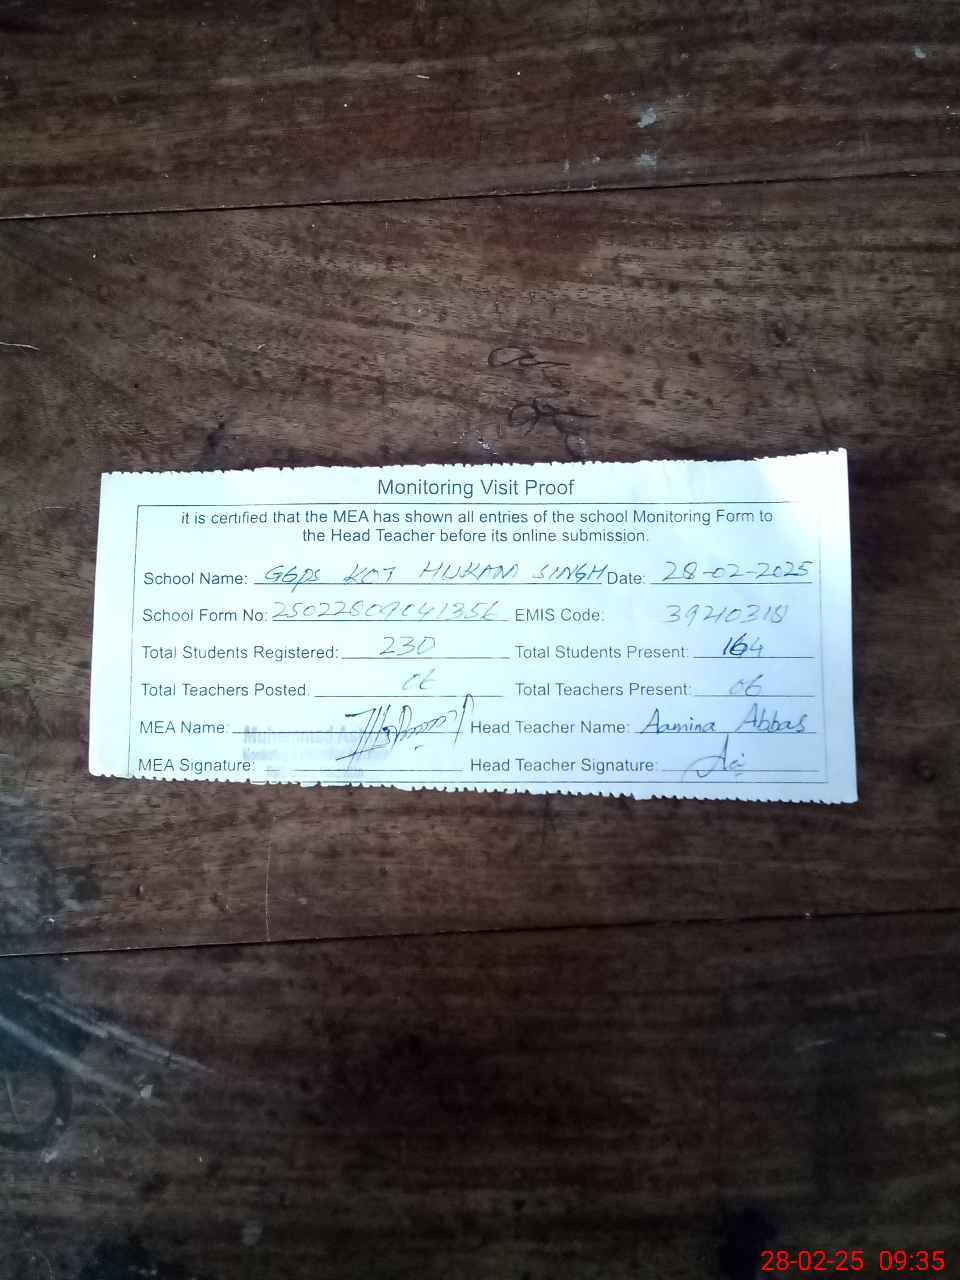 Monitoring Visit Proof
it is certified that the MEA has shown all entries of the school Monitoring Form to
the Head Teacher before its online submission.
School Name: GGPS KOT HUKAM SINGH Date: 28-02-2025
School Form No: EMIS Code:
Total Students Registered: 230 Total Students Present: 164
Total Teachers Posted. 06 Total Teachers Present: 06
MEA Name: Muhammad Head Teacher Name: Aamina Abbas
MEA Signature: Head Teacher Signature:
28-02-25 09:35